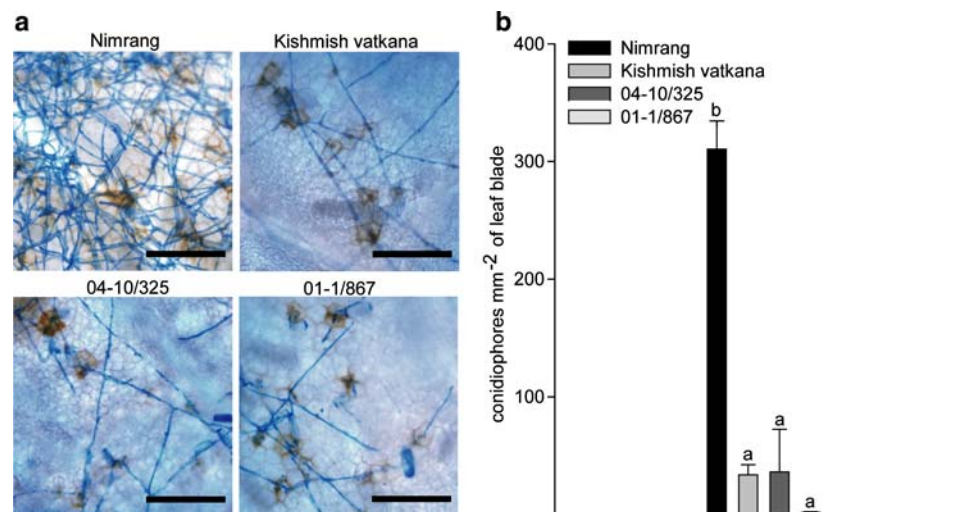 a
Nimrang
Kishmish vatkana
04-10/325
01-1/867
b
conidiophores mm⁻² of leaf blade
400
300
200
100
Nimrang
Kishmish vatkana
04-10/325
01-1/867
b
a
a
a